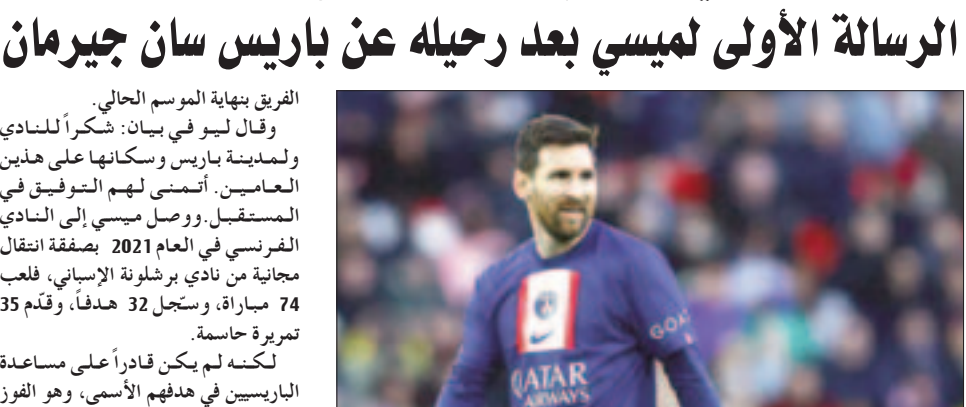 الرسالة الأولى لميسي بعد رحيله عن باريس سان جيرمان
الفريق بنهاية الموسم الحالي.
وقال ليو في بيان: شكراً للنادي
ولمدينة باريس وسكانها على هذين
العامين. أتمنى لهم التوفيق في
المستقبل.ووصل ميسي إلى النادي
الفرنسي في العام 2021 بصفقة انتقال
مجانية من نادي برشلونة الإسباني، فلعب
74 مباراة، وسّجل 32 هدفاً، وقدّم 35
تمريرة حاسمة.
لكنه لم يكن قادراً على مساعدة
الباريسيين في هدفهم الأسمى، وهو الفوز
GOA
QATAR
AIRWAYS